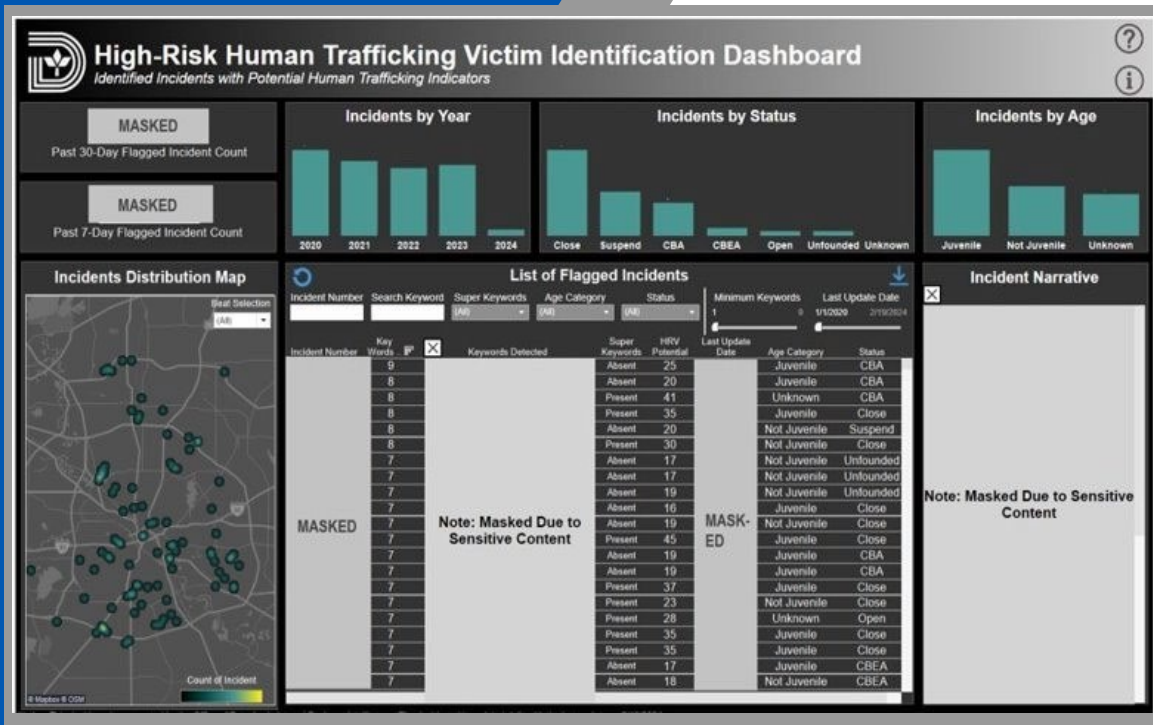 High-Risk Human Trafficking Victim Identification Dashboard
Identified Incidents with Potential Human Trafficking Indicators
MASKED
Past 30-Day Flagged Incident Count
MASKED
Past 7-Day Flagged Incident Count
Incidents by Year
2020 2021 2022 2023 2024
Incidents by Status
Close Suspend CBA CBEA Open Unfounded Unknown
Incidents by Age
Juvenile Not Juvenile Unknown
Incidents Distribution Map
Beat Selection
(All)
Count of Incident
© Mapbox © OSM
List of Flagged Incidents
Incident Number Search Keyword Super Keywords Age Category Status Minimum Keywords Last Update Date
(All) (All) (All) 1 9 1/1/2020 2/19/2024
Incident Number Key Words .. Keywords Detected Super Keywords HRV Potential Last Update Date Age Category Status
9 Absent 25 Juvenile CBA
8 Absent 20 Juvenile CBA
8 Present 41 Unknown CBA
8 Present 35 Juvenile Close
8 Absent 20 Not Juvenile Suspend
8 Present 30 Not Juvenile Close
7 Absent 17 Not Juvenile Unfounded
7 Absent 17 Not Juvenile Unfounded
7 Absent 19 Not Juvenile Unfounded
7 Absent 16 Juvenile Close
7 Absent 19 Not Juvenile Close
7 Present 45 Juvenile Close
7 Absent 19 Juvenile CBA
7 Absent 19 Juvenile CBA
7 Present 37 Juvenile Close
7 Present 23 Not Juvenile Close
7 Present 28 Unknown Open
7 Present 35 Juvenile Close
7 Present 35 Juvenile Close
7 Absent 17 Juvenile CBEA
7 Absent 18 Not Juvenile CBEA
MASKED
Note: Masked Due to
Sensitive Content
MASK-
ED
Incident Narrative
Note: Masked Due to Sensitive
Content